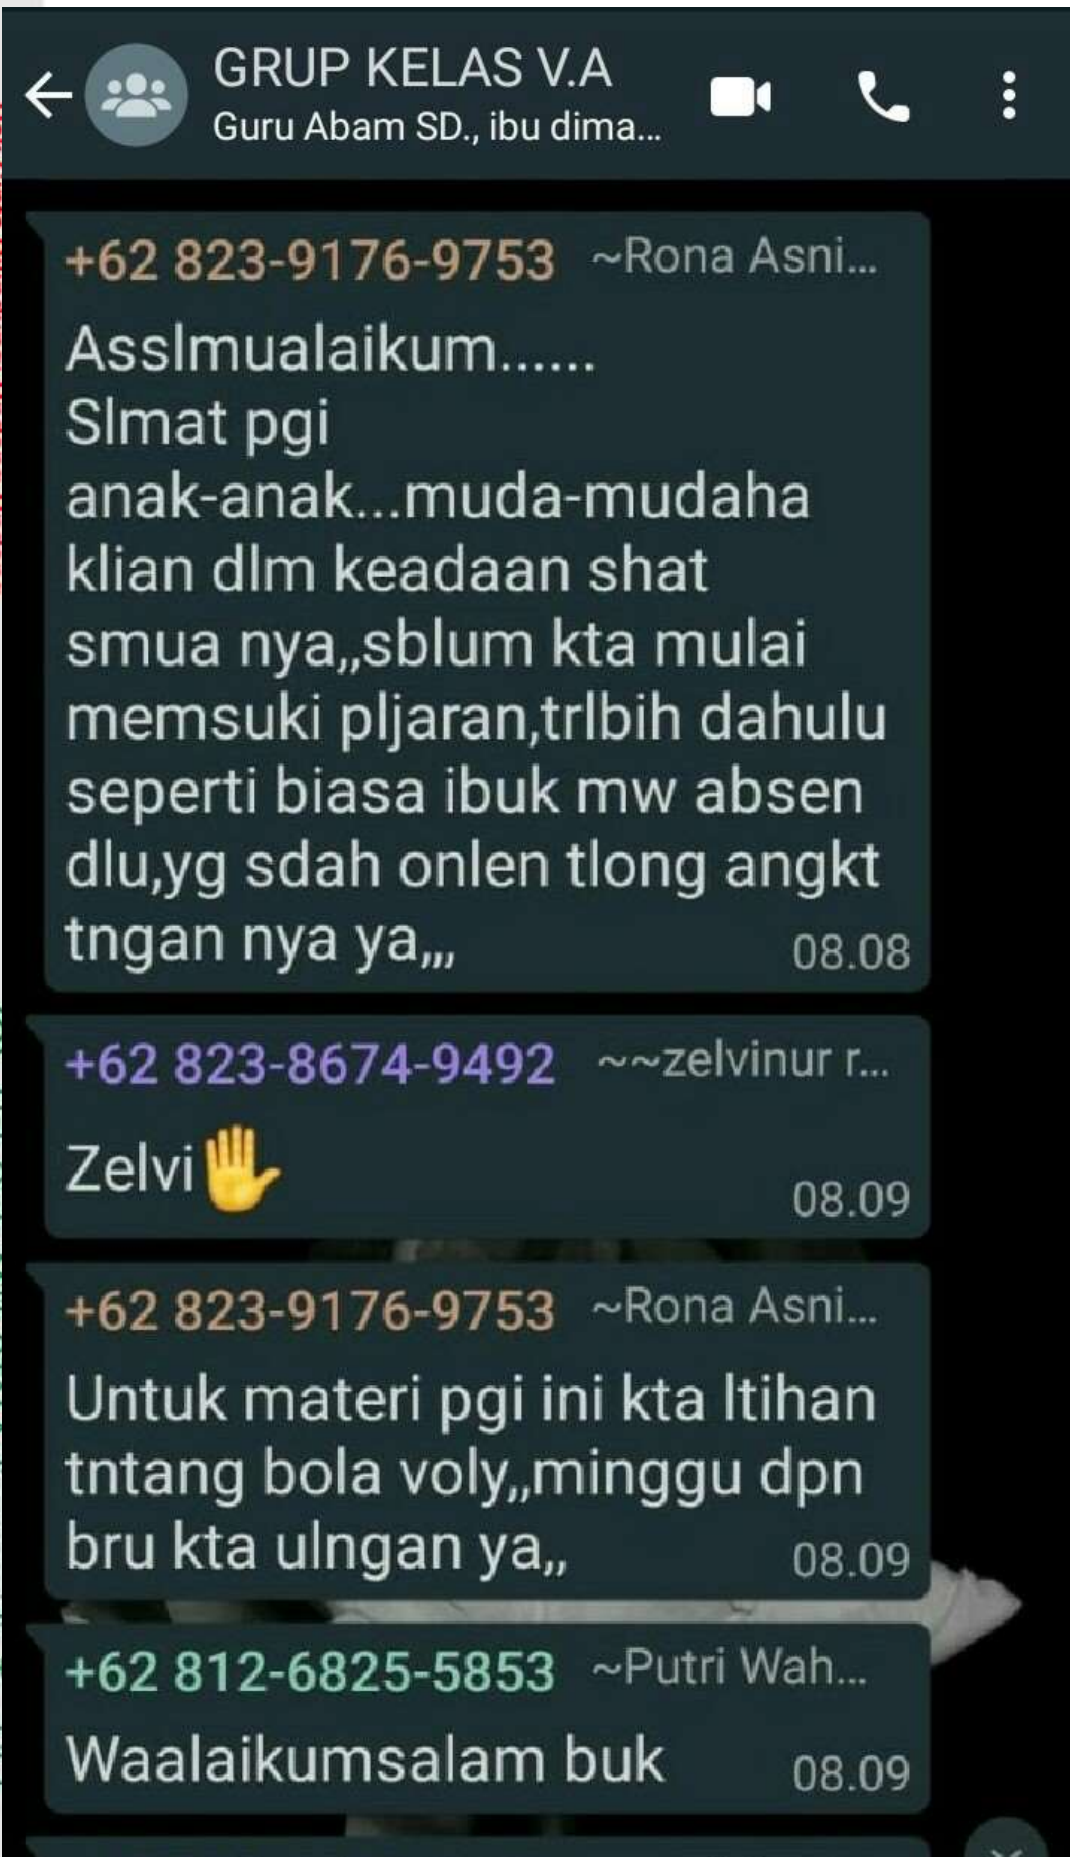 GRUP KELAS V.A
Guru Abam SD., ibu dima...
+62 823-9176-9753 ~Rona Asni...
Asslmualaikum......
Slmat pgi
anak-anak...muda-mudaha
klian dlm keadaan shat
smua nya,,sblum kta mulai
memsuki pljaran,trlbih dahulu
seperti biasa ibuk mw absen
dlu,yg sdah onlen tlong angkt
tngan nya ya,,, 08.08
+62 823-8674-9492 ~~zelvinur r...
Zelvi🖐 08.09
+62 823-9176-9753 ~Rona Asni...
Untuk materi pgi ini kta ltihan
tntang bola voly,,minggu dpn
bru kta ulngan ya,, 08.09
+62 812-6825-5853 ~Putri Wah...
Waalaikumsalam buk 08.09